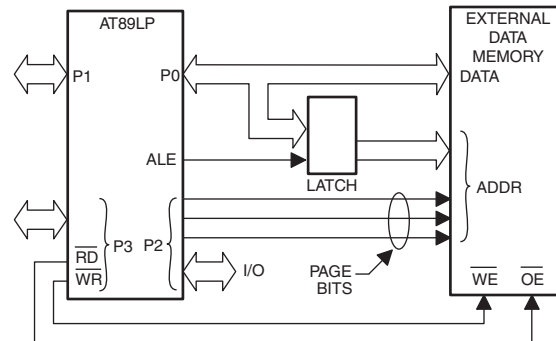 AT89LP
EXTERNAL
DATA
MEMORY
P1
P0
DATA
ALE
LATCH
ADDR
P3
P2
RD
WR
I/O
PAGE
BITS
WE
OE